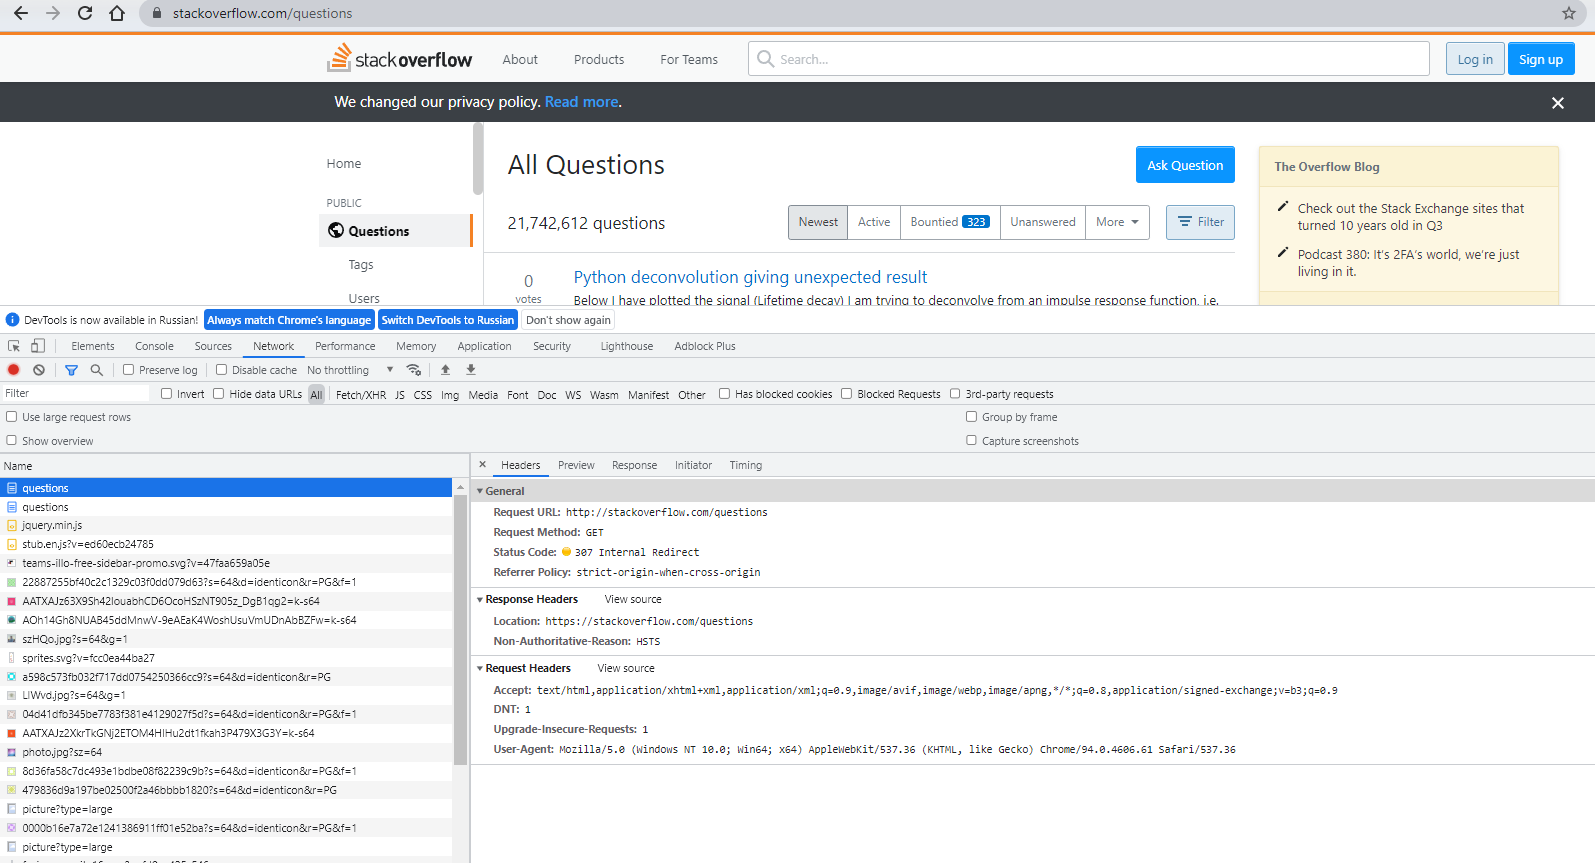 stackoverflow.com/questions
stackoverflow About Products For Teams Search... Log in Sign up
We changed our privacy policy. Read more.
Home
PUBLIC
Questions
Tags
Users
All Questions Ask Question
21,742,612 questions Newest Active Bountied 323 Unanswered More Filter
0
votes
Python deconvolution giving unexpected result
Below I have plotted the signal (Lifetime decay) I am trying to deconvolve from an impulse response function, i.e.
The Overflow Blog
Check out the Stack Exchange sites that
turned 10 years old in Q3
Podcast 380: It's 2FA's world, we're just
living in it.
DevTools is now available in Russian! Always match Chrome's language Switch DevTools to Russian Don't show again
Elements Console Sources Network Performance Memory Application Security Lighthouse Adblock Plus
Preserve log Disable cache No throttling
Filter Invert Hide data URLs All Fetch/XHR JS CSS Img Media Font Doc WS Wasm Manifest Other Has blocked cookies Blocked Requests 3rd-party requests
Use large request rows Group by frame
Show overview Capture screenshots
Name
questions
questions
jquery.min.js
stub.en.js?v=ed60ecb24785
teams-illo-free-sidebar-promo.svg?v=47faa659a05e
22887255bf40c2c1329c03f0dd079d63?s=64&d=identicon&r=PG&f=1
AATXAJz63X9Sh42IouabhCD6OcoHSzNT905z_DgB1qg2=k-s64
AOh14Gh8NUAB45ddMnwV-9eAEaK4WoshUsuVmUDnAbBZFw=k-s64
szHQo.jpg?s=64&g=1
sprites.svg?v=fcc0ea44ba27
a598c573fb032f717dd0754250366cc9?s=64&d=identicon&r=PG
LIWvd.jpg?s=64&g=1
04d41dfb345be7783f381e4129027f5d?s=64&d=identicon&r=PG&f=1
AATXAJz2XkrTkGNj2ETOM4HIHu2dt1fkah3P479X3G3Y=k-s64
photo.jpg?sz=64
8d36fa58c7dc493e1bdbe08f82239c9b?s=64&d=identicon&r=PG&f=1
479836d9a197be02500f2a46bbbb1820?s=64&d=identicon&r=PG
picture?type=large
0000b16e7a72e1241386911ff01e52ba?s=64&d=identicon&r=PG&f=1
picture?type=large
Headers Preview Response Initiator Timing
General
Request URL: http://stackoverflow.com/questions
Request Method: GET
Status Code: 307 Internal Redirect
Referrer Policy: strict-origin-when-cross-origin
Response Headers View source
Location: https://stackoverflow.com/questions
Non-Authoritative-Reason: HSTS
Request Headers View source
Accept: text/html,application/xhtml+xml,application/xml;q=0.9,image/avif,image/webp,image/apng,*/*;q=0.8,application/signed-exchange;v=b3;q=0.9
DNT: 1
Upgrade-Insecure-Requests: 1
User-Agent: Mozilla/5.0 (Windows NT 10.0; Win64; x64) AppleWebKit/537.36 (KHTML, like Gecko) Chrome/94.0.4606.61 Safari/537.36